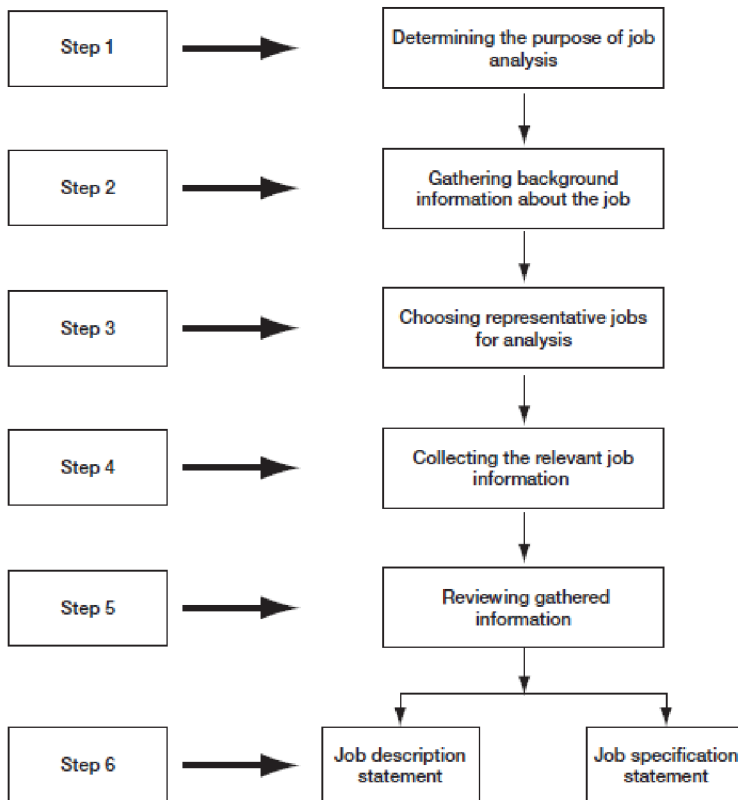 Step 1
Determining the purpose of job
analysis
Step 2
Gathering background
information about the job
Step 3
Choosing representative jobs
for analysis
Step 4
Collecting the relevant job
information
Step 5
Reviewing gathered
information
Step 6
Job description
statement
Job specification
statement